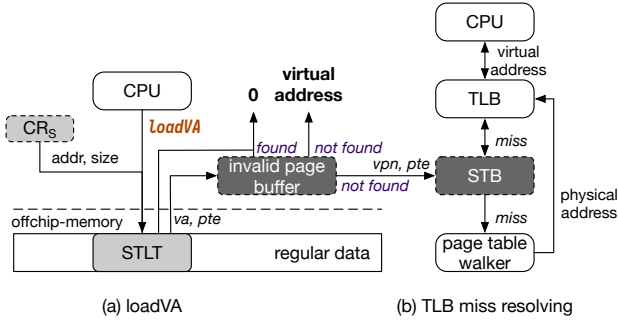 CPU
virtual
address
0
virtual
address
CPU
TLB
CR_S
loadVA
addr, size
found
not found
miss
invalid page
buffer
vpn, pte
not found
STB
physical
address
offchip-memory
va, pte
miss
STLT
regular data
page table
walker
(a) loadVA
(b) TLB miss resolving